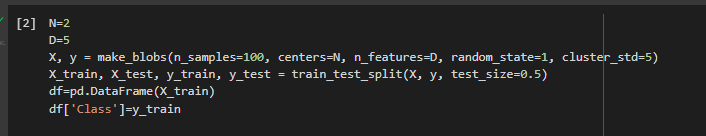 [2] N=2
D=5
X, y = make_blobs(n_samples=100, centers=N, n_features=D, random_state=1, cluster_std=5)
X_train, X_test, y_train, y_test = train_test_split(X, y, test_size=0.5)
df=pd.DataFrame(X_train)
df['Class']=y_train